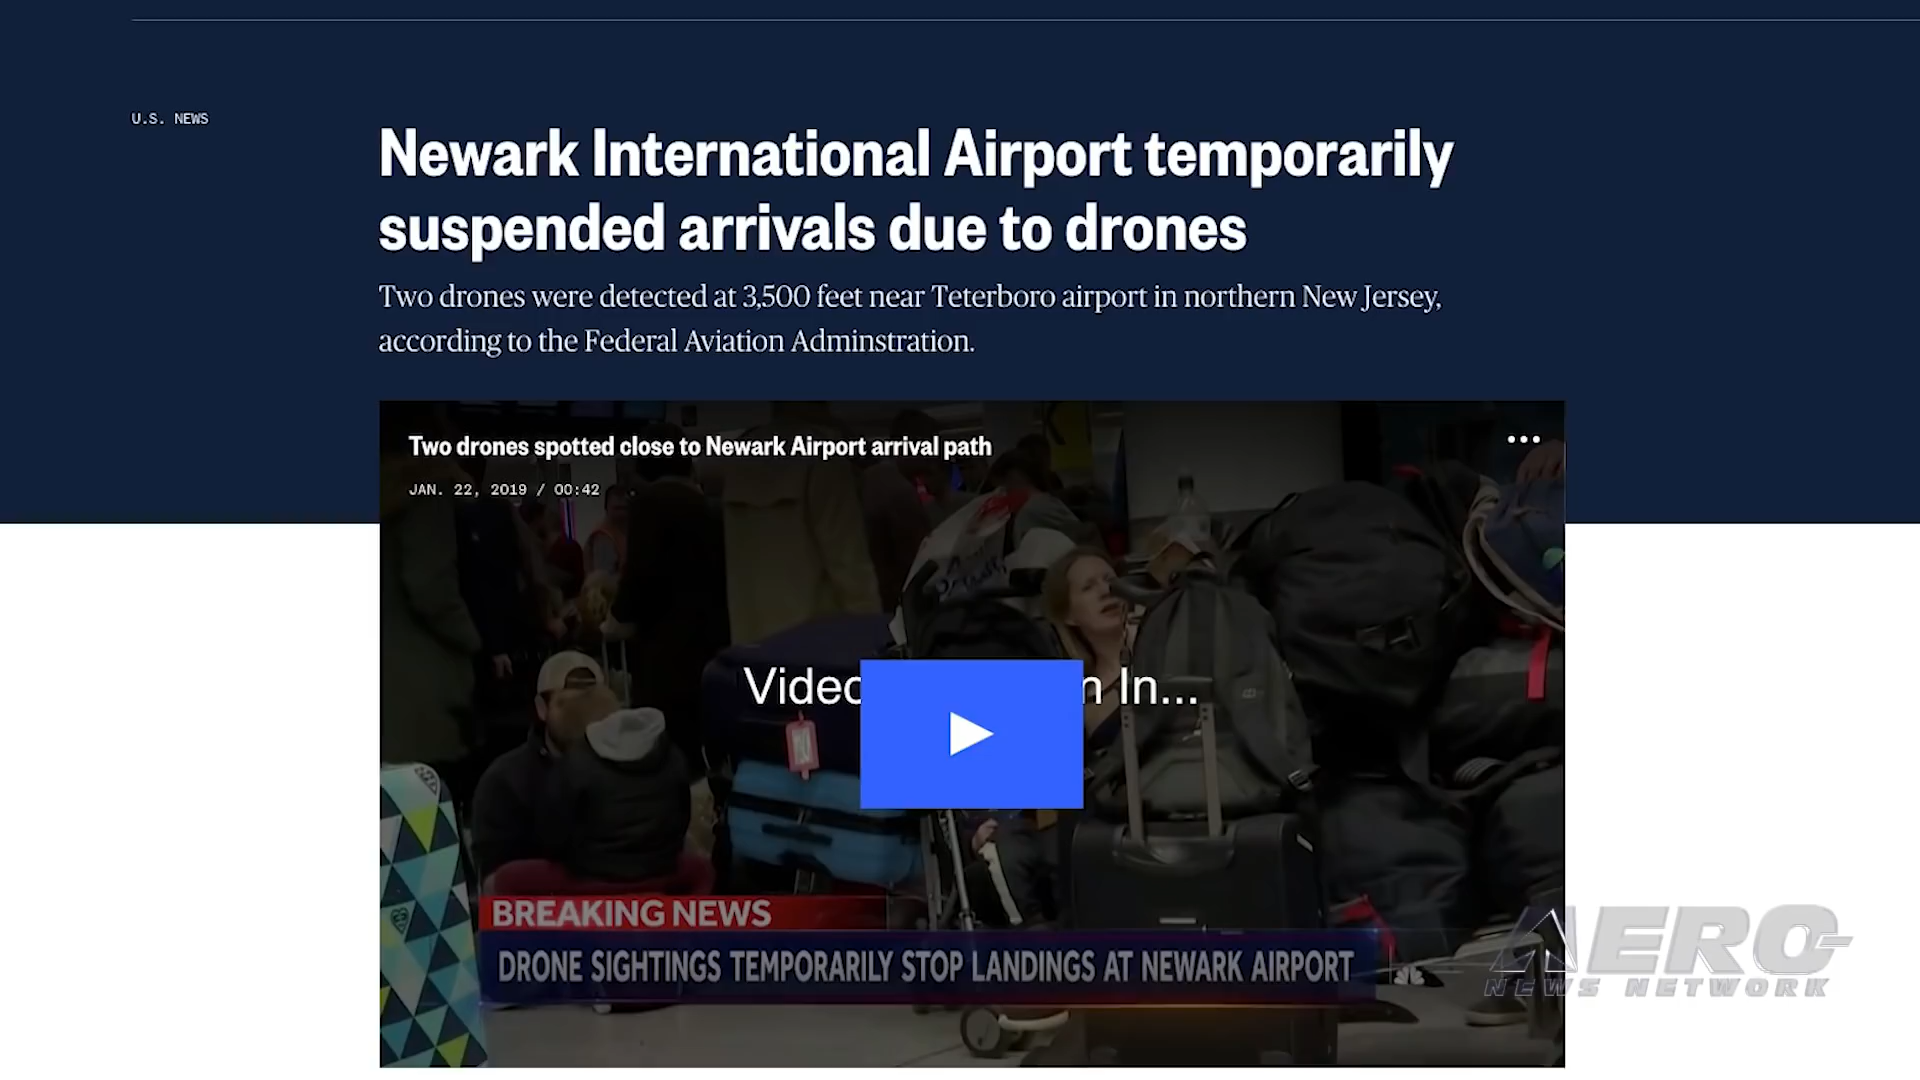 U.S. NEWS
Newark International Airport temporarily
suspended arrivals due to drones
Two drones were detected at 3,500 feet near Teterboro airport in northern New Jersey,
according to the Federal Aviation Adminstration.
Two drones spotted close to Newark Airport arrival path
JAN. 22, 2019 / 00:42
In...
BREAKING NEWS
DRONE SIGHTINGS TEMPORARILY STOP LANDINGS AT NEWARK AIRPORT
AERO-
NEWS NETWORK